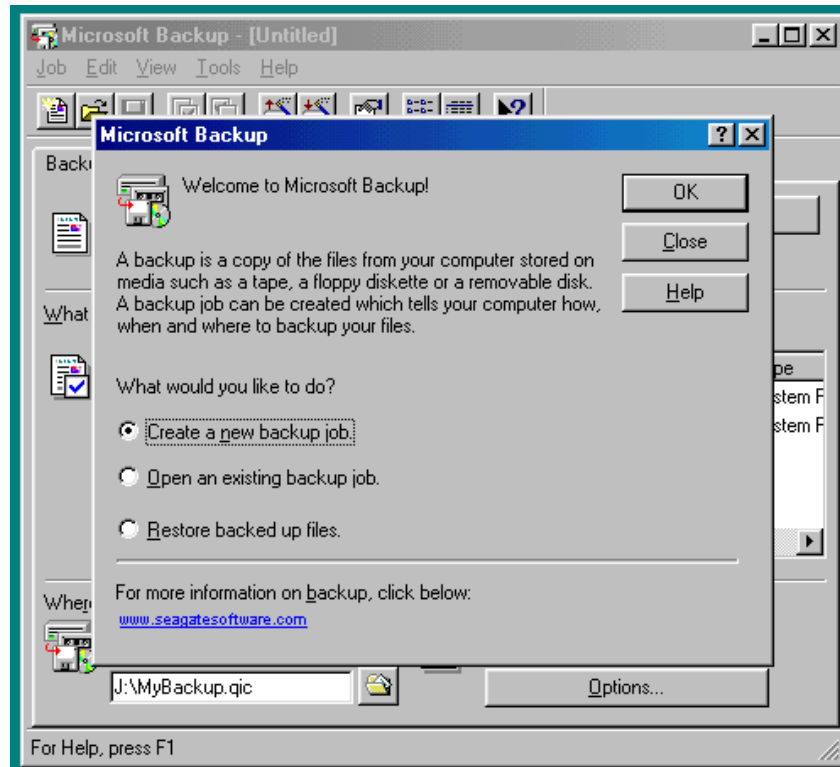 Microsoft Backup - [Untitled]
Job Edit View Tools Help
Microsoft Backup
Welcome to Microsoft Backup!
OK
Close
Help
A backup is a copy of the files from your computer stored on
media such as a tape, a floppy diskette or a removable disk.
A backup job can be created which tells your computer how,
when and where to backup your files.
What would you like to do?
Create a new backup job.
Open an existing backup job.
Restore backed up files.
For more information on backup, click below:
www.seagatesoftware.com
What
J:\MyBackup.qic
Options...
For Help, press F1